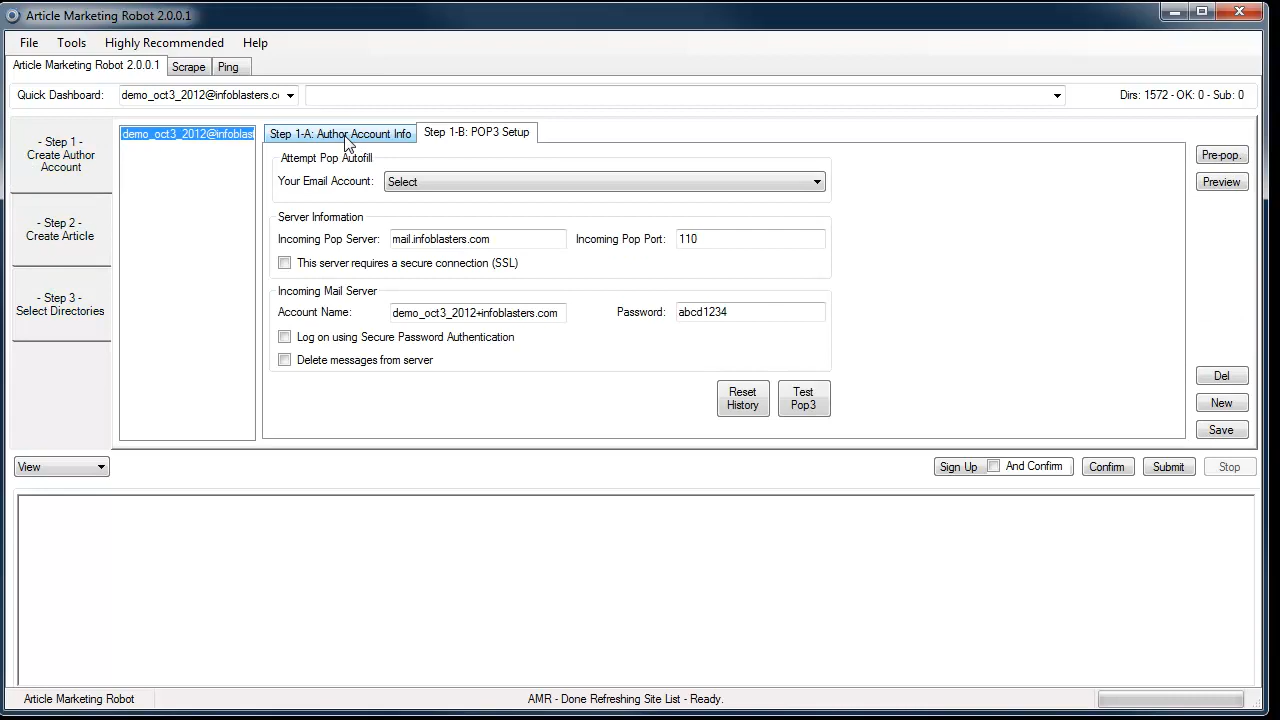 Article Marketing Robot 2.0.0.1
File Tools Highly Recommended Help
Article Marketing Robot 2.0.0.1 Scrape Ping
Quick Dashboard: demo_oct3_2012@infoblasters.c Dirs: 1572 - OK: 0 - Sub: 0
- Step 1 -
Create Author
Account
- Step 2 -
Create Article
- Step 3 -
Select Directories
demo_oct3_2012@infoblast
Step 1-A: Author Account Info Step 1-B: POP3 Setup
Attempt Pop Autofill
Your Email Account: Select
Server Information
Incoming Pop Server: mail.infoblasters.com Incoming Pop Port: 110
This server requires a secure connection (SSL)
Incoming Mail Server
Account Name: demo_oct3_2012+infoblasters.com Password: abcd1234
Log on using Secure Password Authentication
Delete messages from server
Reset
History
Test
Pop3
Pre-pop.
Preview
Del
New
Save
View Sign Up And Confirm Confirm Submit Stop
Article Marketing Robot AMR - Done Refreshing Site List - Ready.